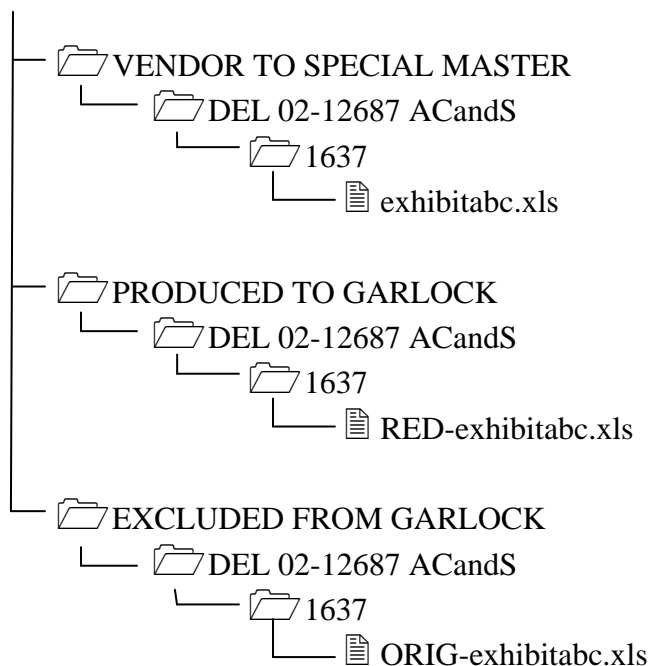 VENDOR TO SPECIAL MASTER
DEL 02-12687 ACandS
1637
exhibitabc.xls
PRODUCED TO GARLOCK
DEL 02-12687 ACandS
1637
RED-exhibitabc.xls
EXCLUDED FROM GARLOCK
DEL 02-12687 ACandS
1637
ORIG-exhibitabc.xls